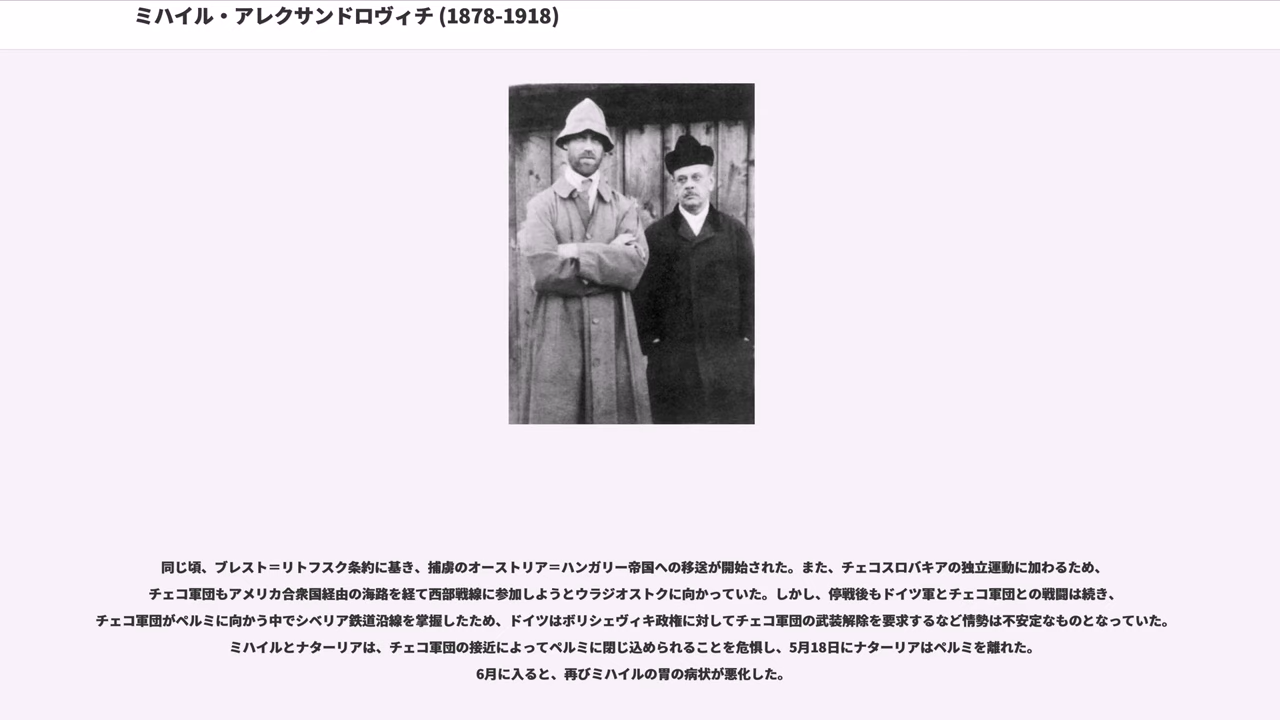 ミハイル・アレクサンドロヴィチ (1878-1918)
同じ頃、ブレスト＝リトフスク条約に基き、捕虜のオーストリア＝ハンガリー帝国への移送が開始された。また、チェコスロバキアの独立運動に加わるため、
チェコ軍団もアメリカ合衆国経由の海路を経て西部戦線に参加しようとウラジオストクに向かっていた。しかし、停戦後もドイツ軍とチェコ軍団との戦闘は続き、
チェコ軍団がペルミに向かう中でシベリア鉄道沿線を掌握したため、ドイツはボリシェヴィキ政権に対してチェコ軍団の武装解除を要求するなど情勢は不安定なものとなっていた。
ミハイルとナターリアは、チェコ軍団の接近によってペルミに閉じ込められることを危惧し、5月18日にナターリアはペルミを離れた。
6月に入ると、再びミハイルの胃の病状が悪化した。